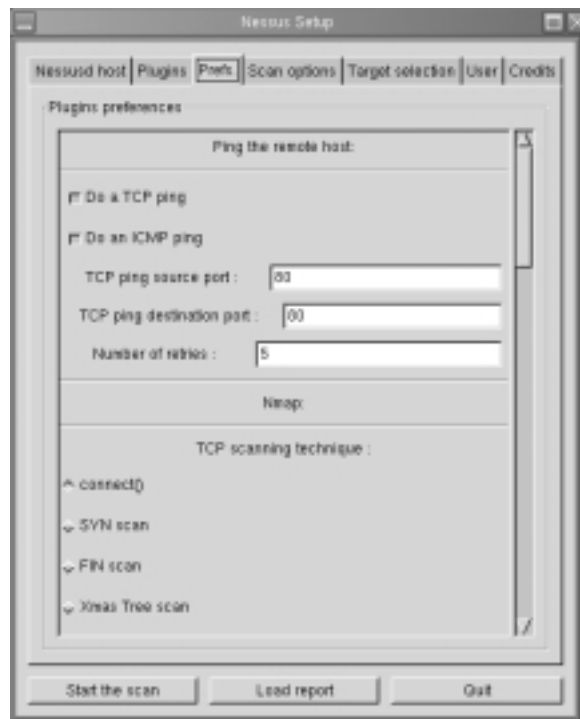 Nessus Setup
Nessusd host Plugins Prefs. Scan options Target selection User Credits
Plugins preferences
Ping the remote host:
Do a TCP ping
Do an ICMP ping
TCP ping source port : 80
TCP ping destination port : 80
Number of retries : 5
Nmap:
TCP scanning technique :
connect()
SYN scan
FIN scan
Xmas Tree scan
Start the scan Load report Quit